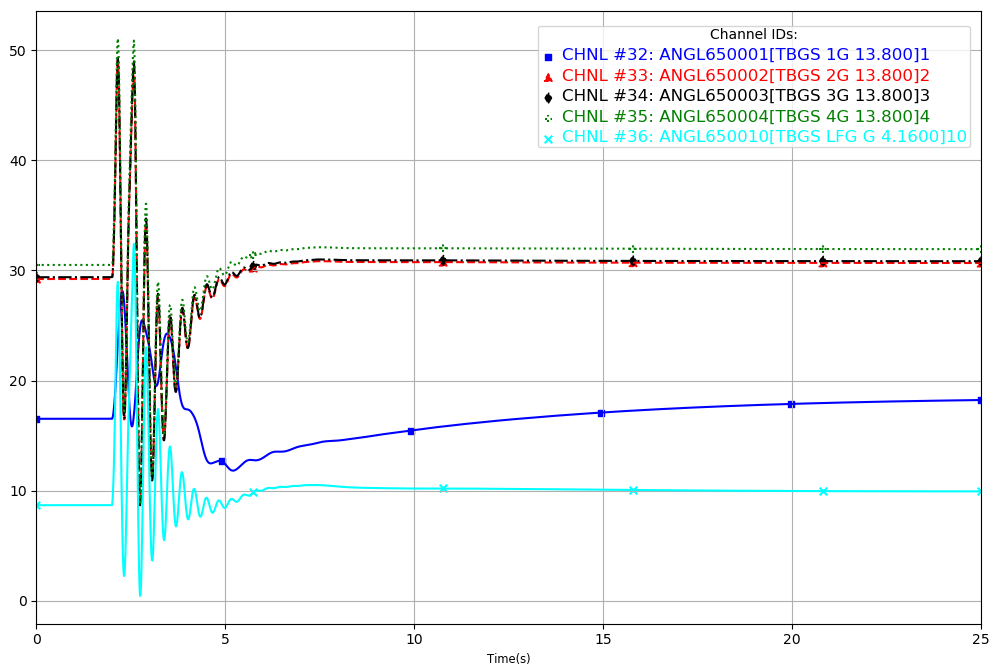 Channel IDs:
CHNL #32: ANGL650001[TBGS 1G 13.800]1
CHNL #33: ANGL650002[TBGS 2G 13.800]2
CHNL #34: ANGL650003[TBGS 3G 13.800]3
CHNL #35: ANGL650004[TBGS 4G 13.800]4
CHNL #36: ANGL650010[TBGS LFG G 4.1600]10
50
40
30
20
10
0
0 5 10 15 20 25
Time(s)